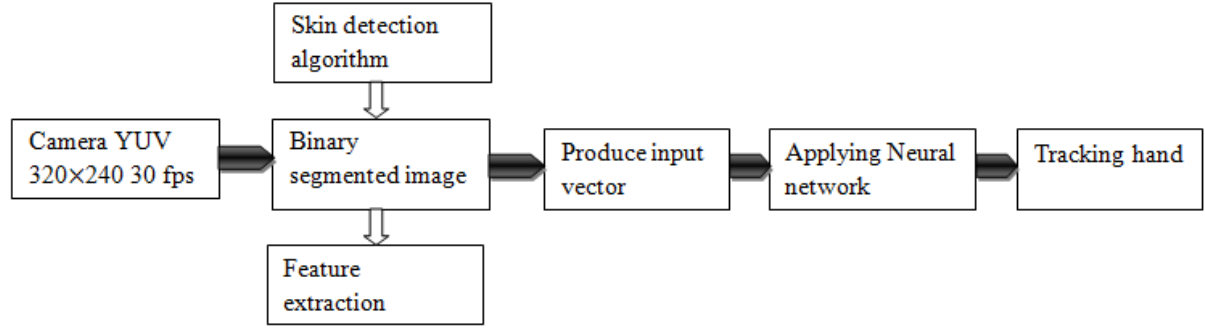 Skin detection
algorithm
Camera YUV
320×240 30 fps
Binary
segmented image
Produce input
vector
Applying Neural
network
Tracking hand
Feature
extraction